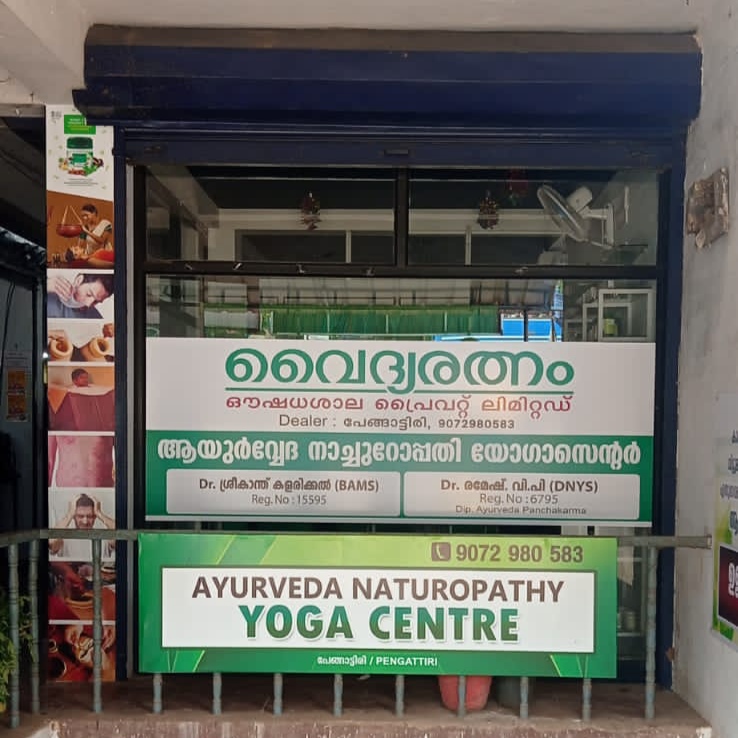 വൈദ്യരത്നം
ഔഷധശാല പ്രൈവറ്റ് ലിമിറ്റഡ്
Dealer : പേങ്ങാട്ടിരി, 9072980583
ആയുർവ്വേദ നാച്ചുറോപ്പതി യോഗാസെന്റർ
Dr. ശ്രീകാന്ത് കളരിക്കൽ (BAMS)
Reg. No : 15595
Dr. രമേഷ്. വി.പി (DNYS)
Reg. No : 6795
Dip. Ayurveda Panchakarma
9072 980 583
AYURVEDA NATUROPATHY
YOGA CENTRE
പേങ്ങാട്ടിരി / PENGATTIRI